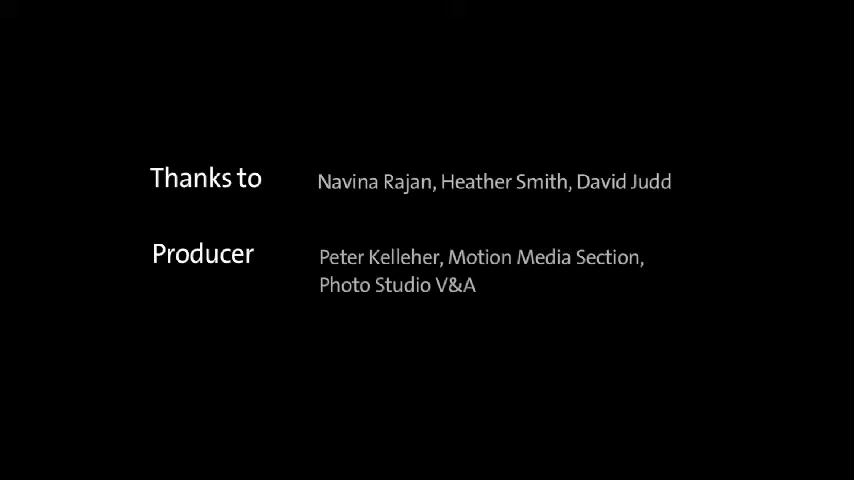 Thanks to Navina Rajan, Heather Smith, David Judd
Producer Peter Kelleher, Motion Media Section,
Photo Studio V&A